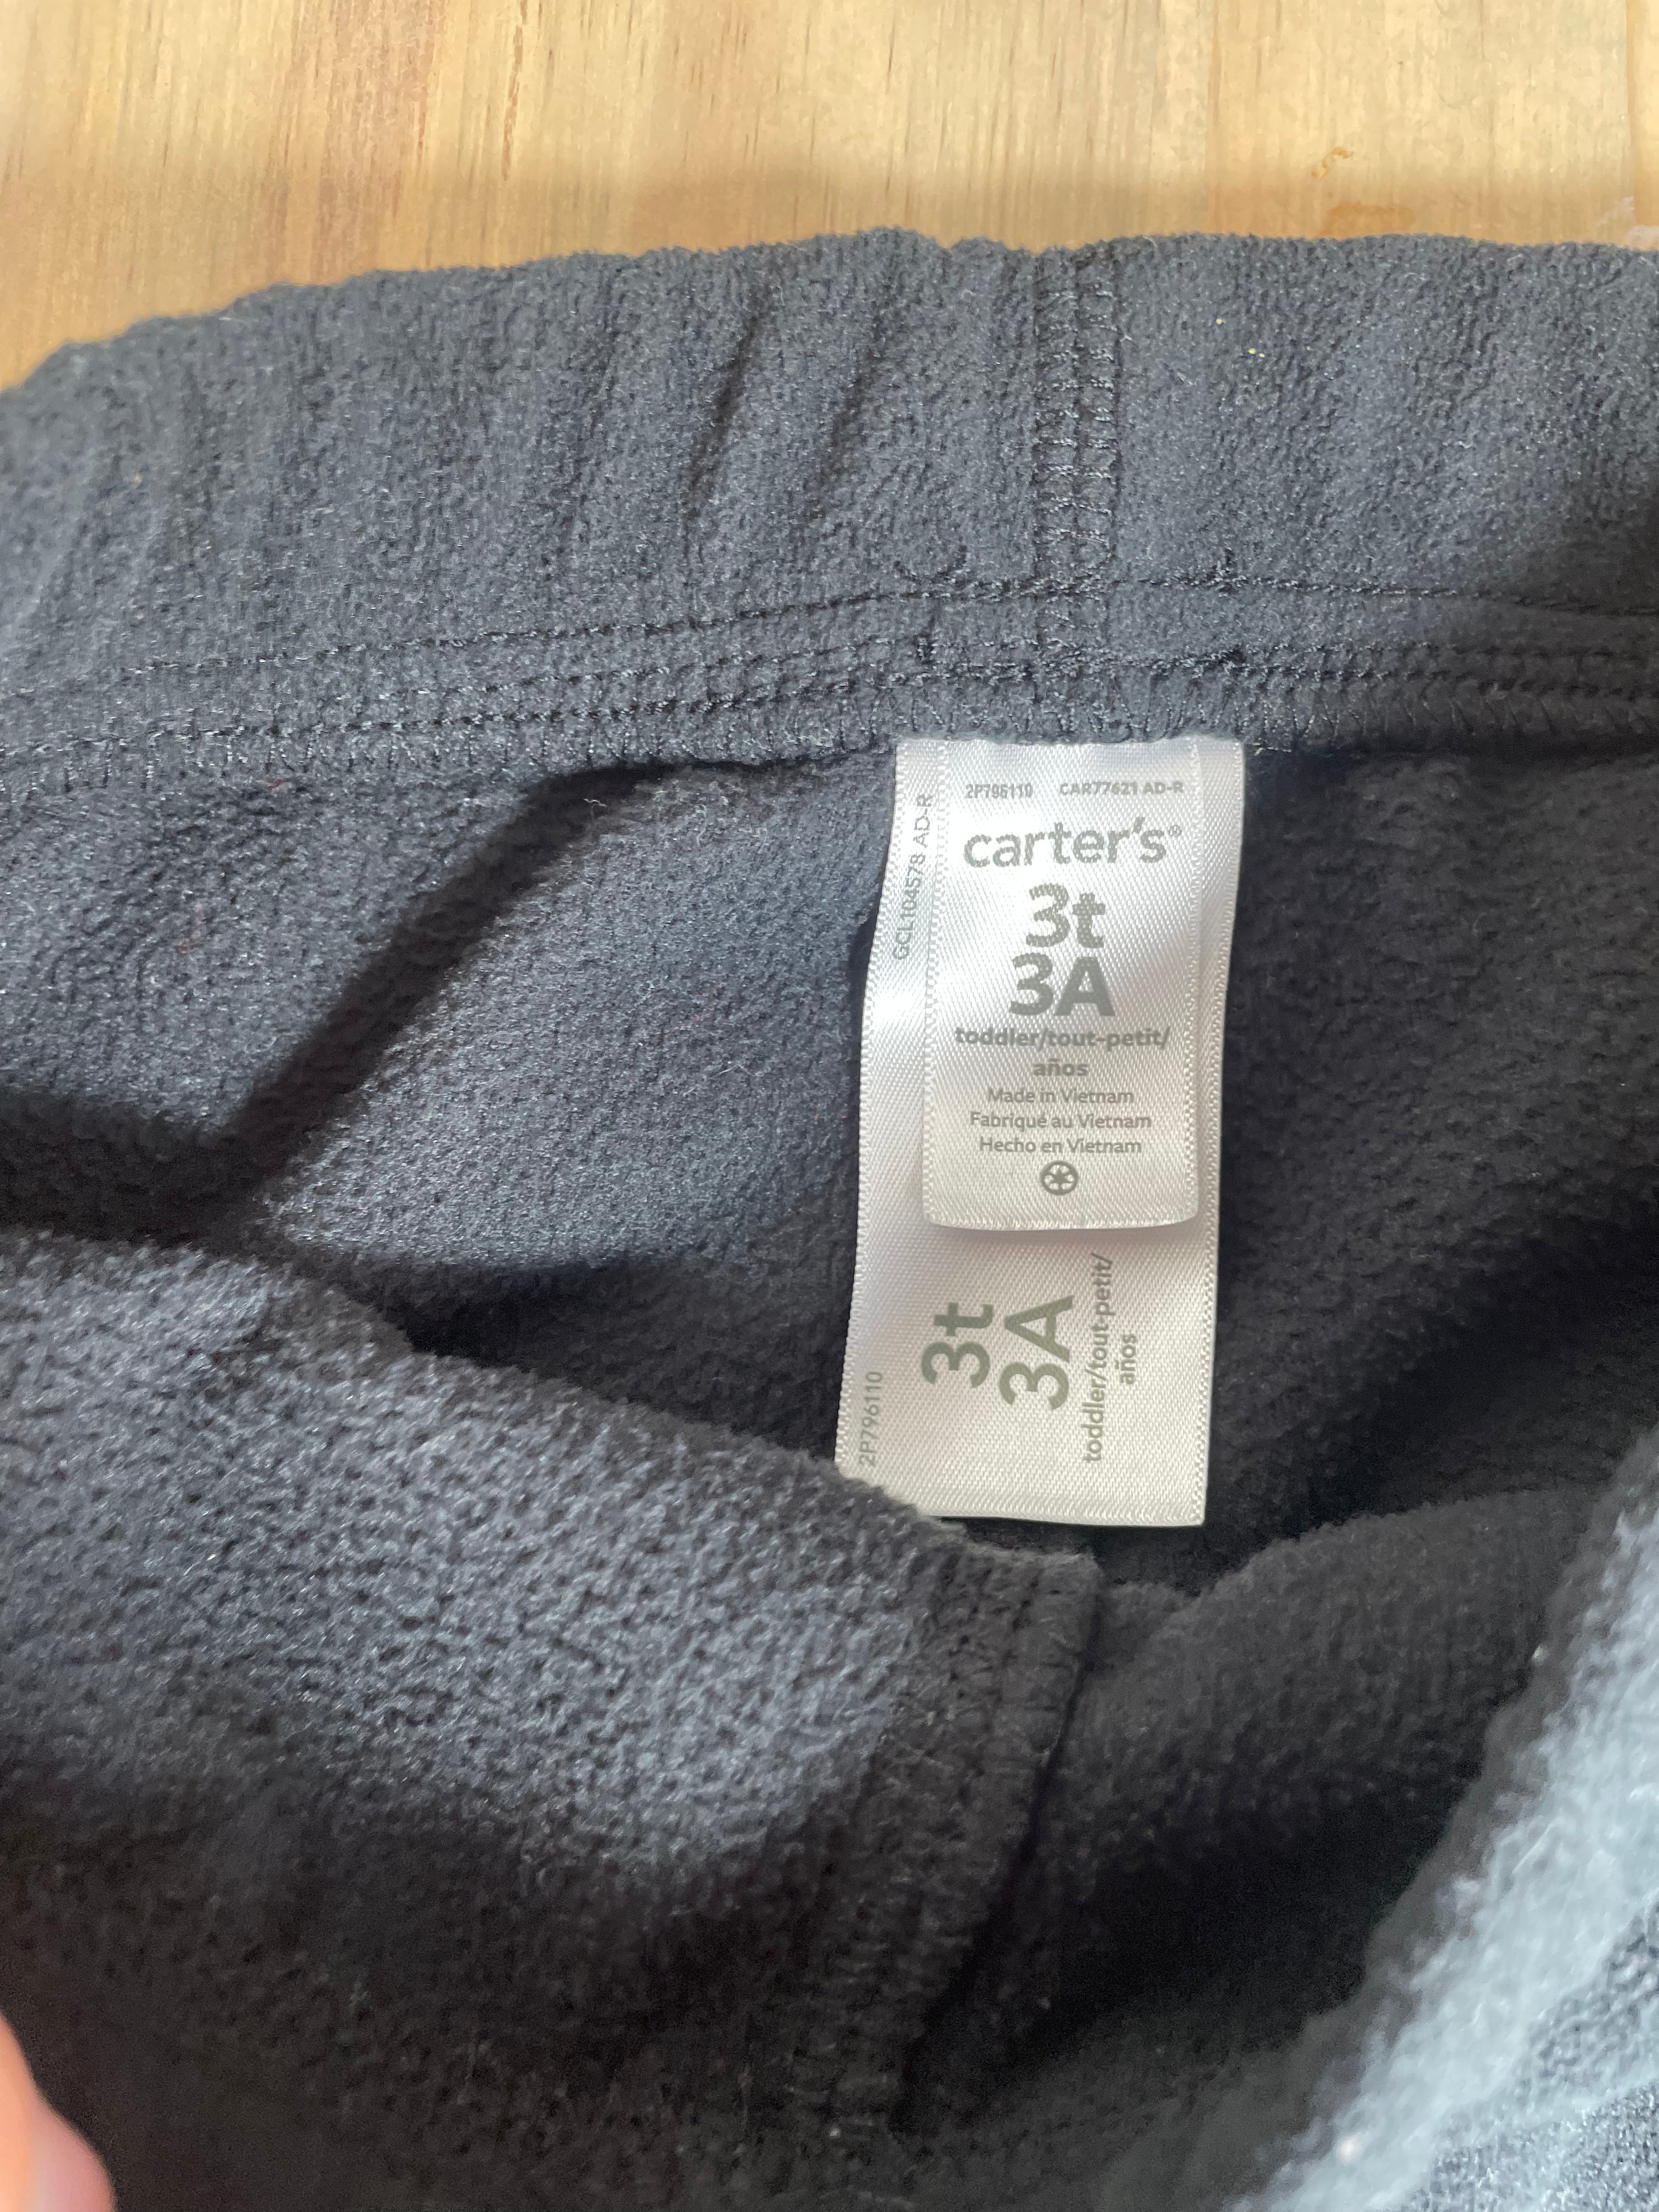 2P796110 CAR77621 AD-R
carter's®
3t
3A
toddler/tout-petit/
años
Made in Vietnam
Fabriqué au Vietnam
Hecho en Vietnam
CCL104578 AD-R
3t
3A
toddler/tout-petit/
años
2P796110